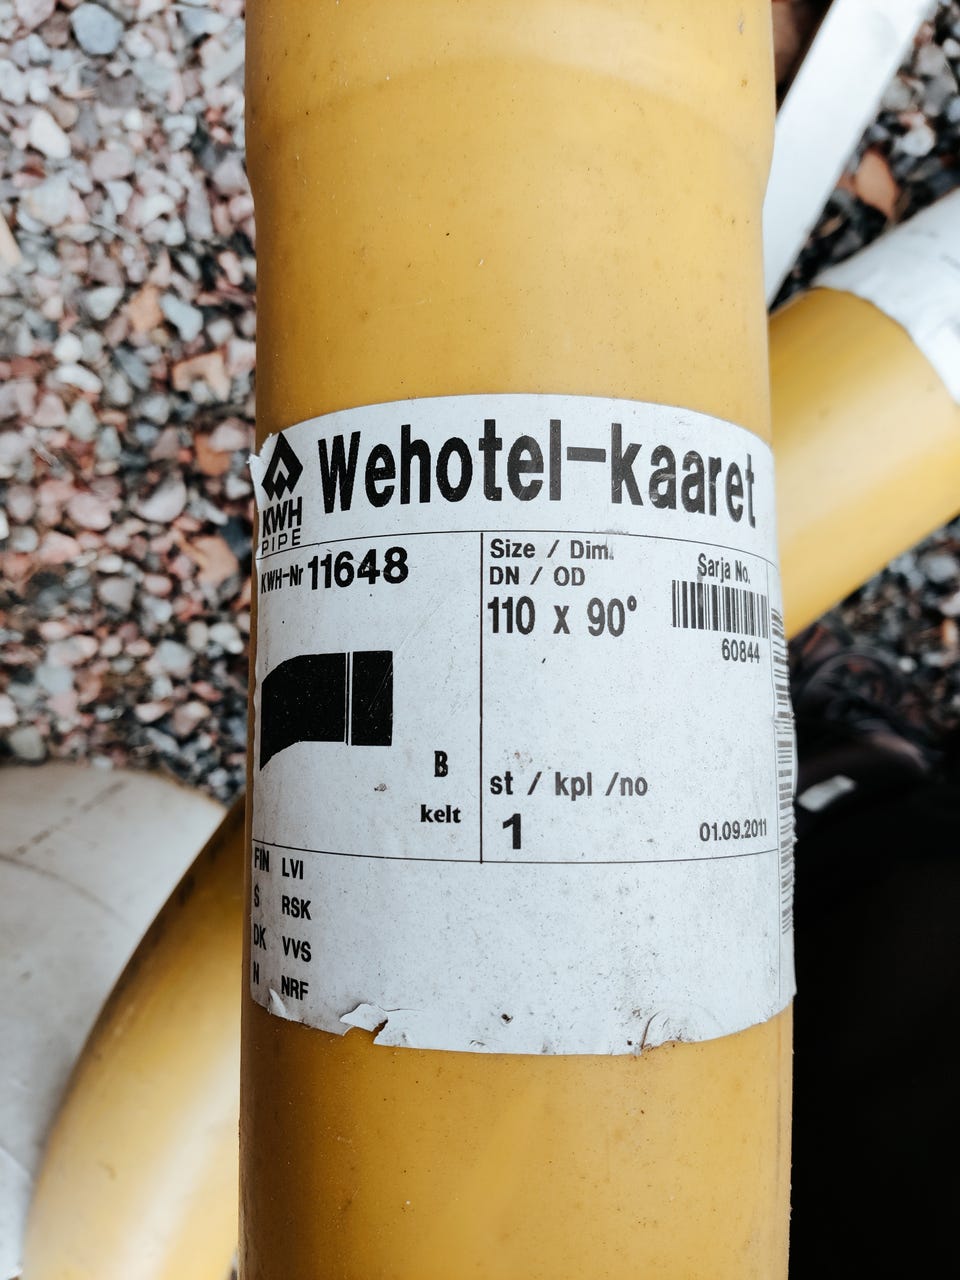 Wehotel-kaaret
KWH
PIPE
KWH-Nr 11648
Size / Dim.
DN / OD
110 x 90°
Sarja No.
60844
B
kelt
st / kpl /no
1
01.09.2011
FIN LVI
S RSK
DK VVS
N NRF